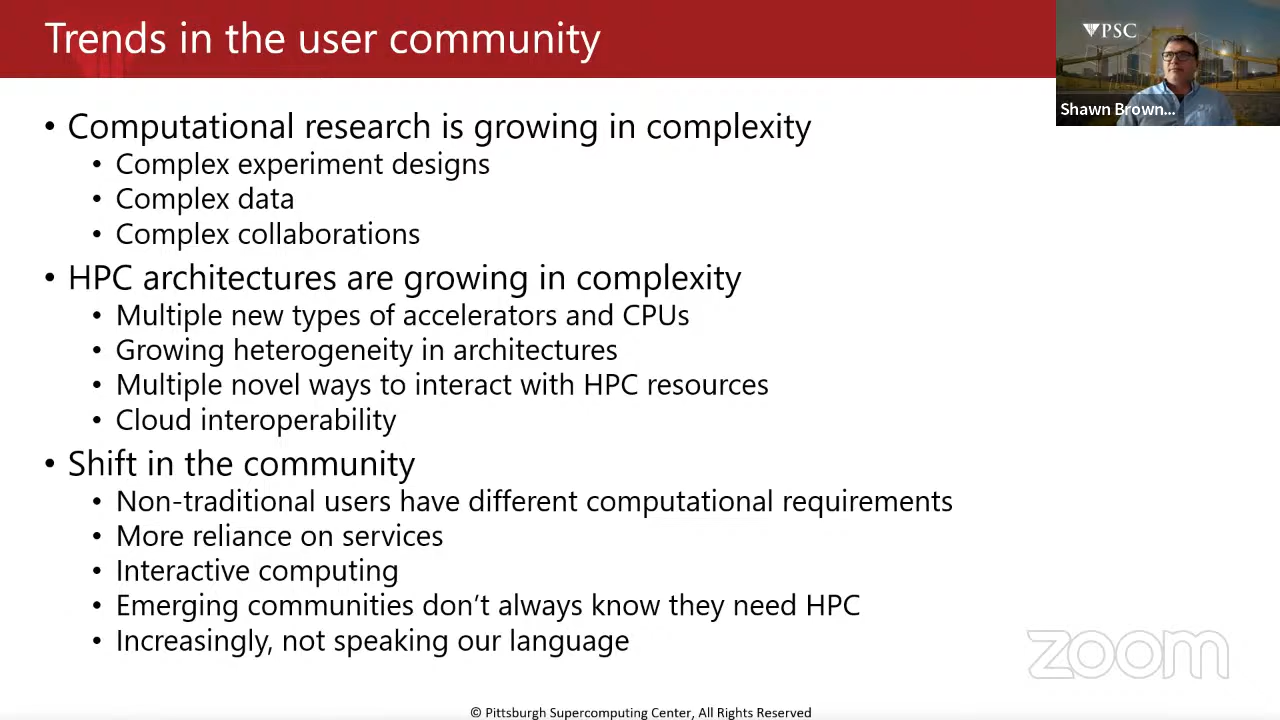 Trends in the user community
PSC
Shawn Brown...
• Computational research is growing in complexity
• Complex experiment designs
• Complex data
• Complex collaborations
• HPC architectures are growing in complexity
• Multiple new types of accelerators and CPUs
• Growing heterogeneity in architectures
• Multiple novel ways to interact with HPC resources
• Cloud interoperability
• Shift in the community
• Non-traditional users have different computational requirements
• More reliance on services
• Interactive computing
• Emerging communities don't always know they need HPC
• Increasingly, not speaking our language
zoom
© Pittsburgh Supercomputing Center, All Rights Reserved